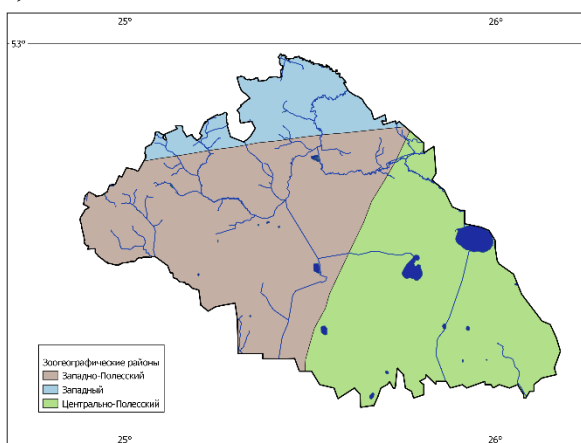 25° 26°
53°
Зоогеографические районы
Западно-Полесский
Западный
Центрально-Полесский
25° 26°